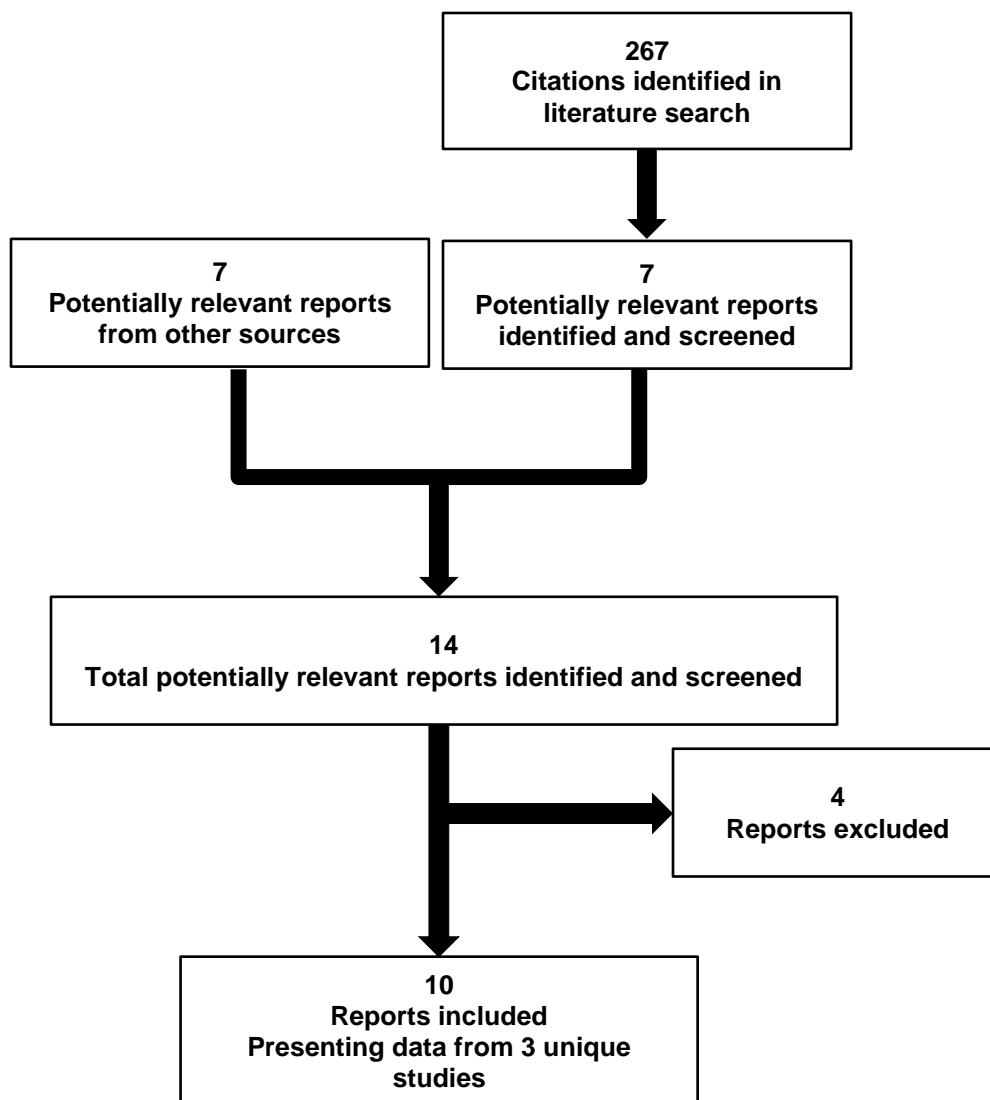 267
Citations identified in
literature search
7
Potentially relevant reports
from other sources
7
Potentially relevant reports
identified and screened
14
Total potentially relevant reports identified and screened
4
Reports excluded
10
Reports included
Presenting data from 3 unique
studies